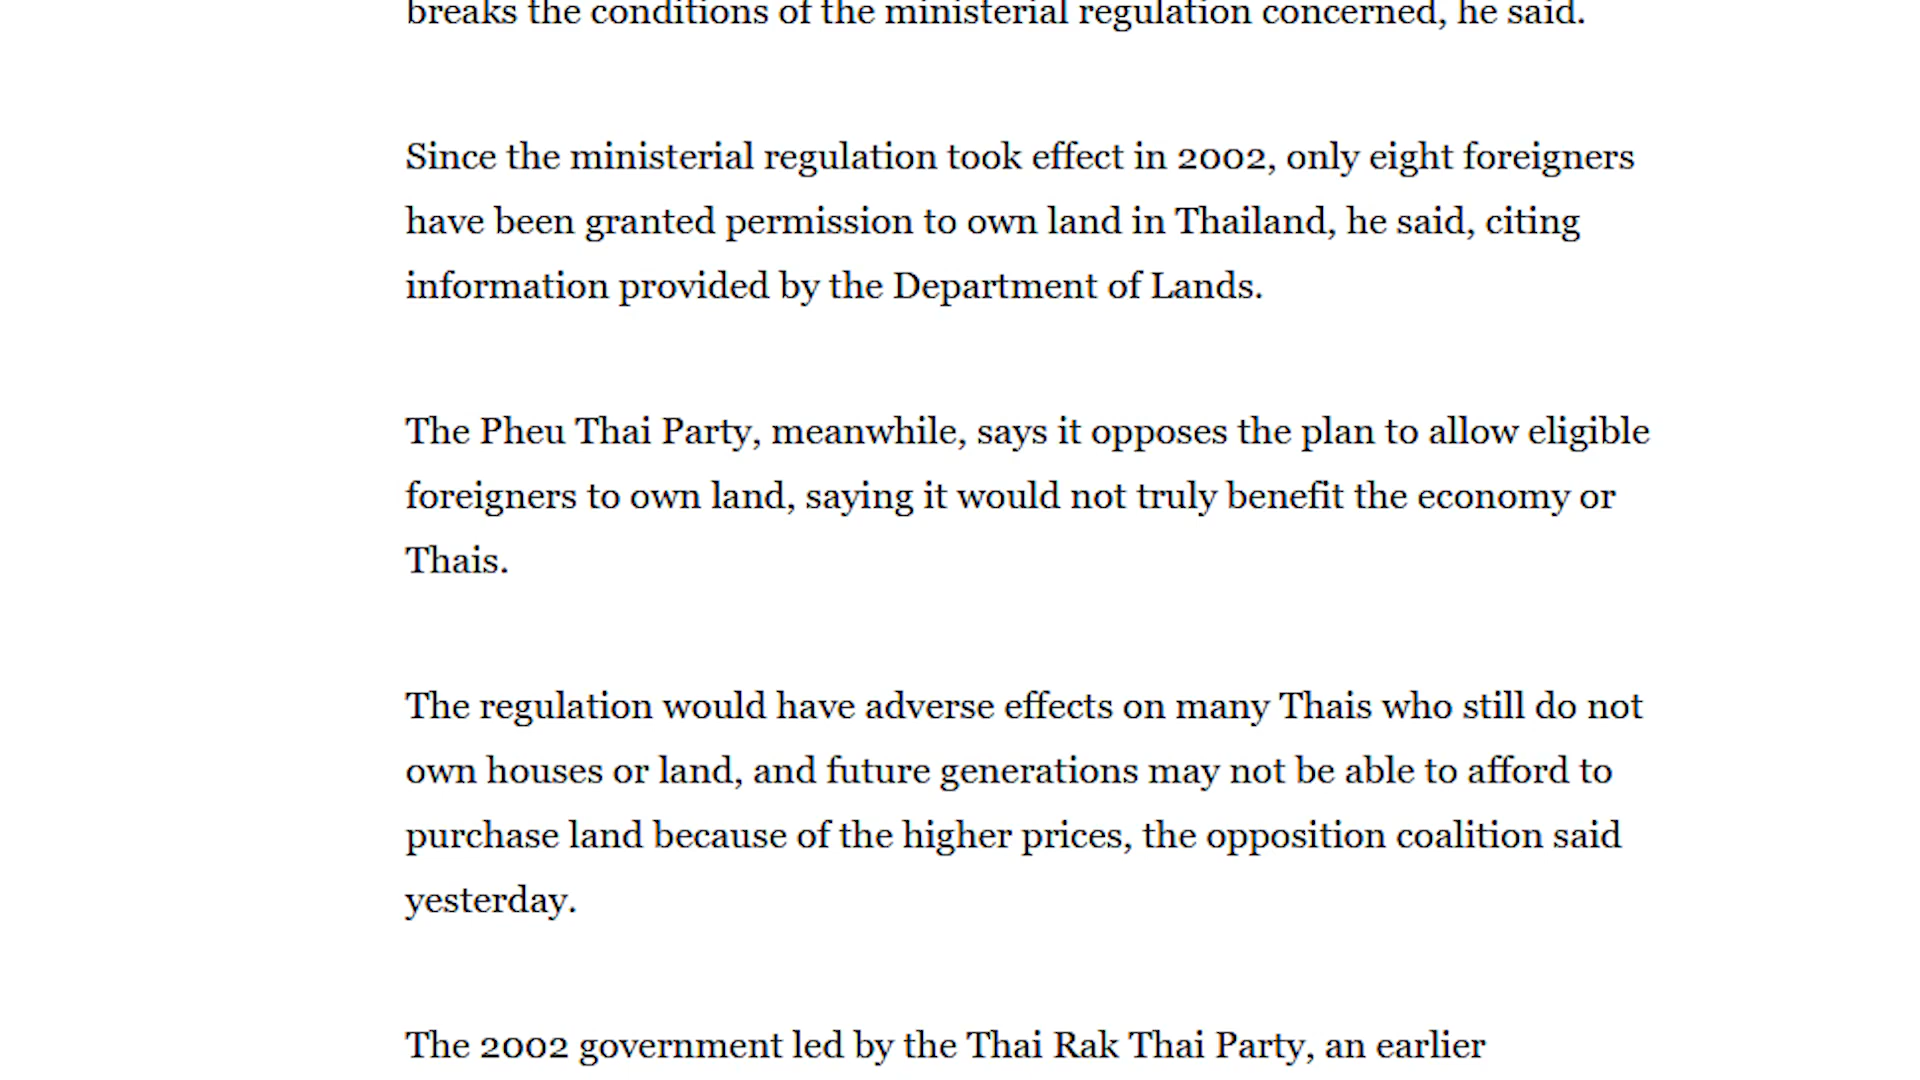 breaks the conditions of the ministerial regulation concerned, he said.
Since the ministerial regulation took effect in 2002, only eight foreigners
have been granted permission to own land in Thailand, he said, citing
information provided by the Department of Lands.
The Pheu Thai Party, meanwhile, says it opposes the plan to allow eligible
foreigners to own land, saying it would not truly benefit the economy or
Thais.
The regulation would have adverse effects on many Thais who still do not
own houses or land, and future generations may not be able to afford to
purchase land because of the higher prices, the opposition coalition said
yesterday.
The 2002 government led by the Thai Rak Thai Party, an earlier